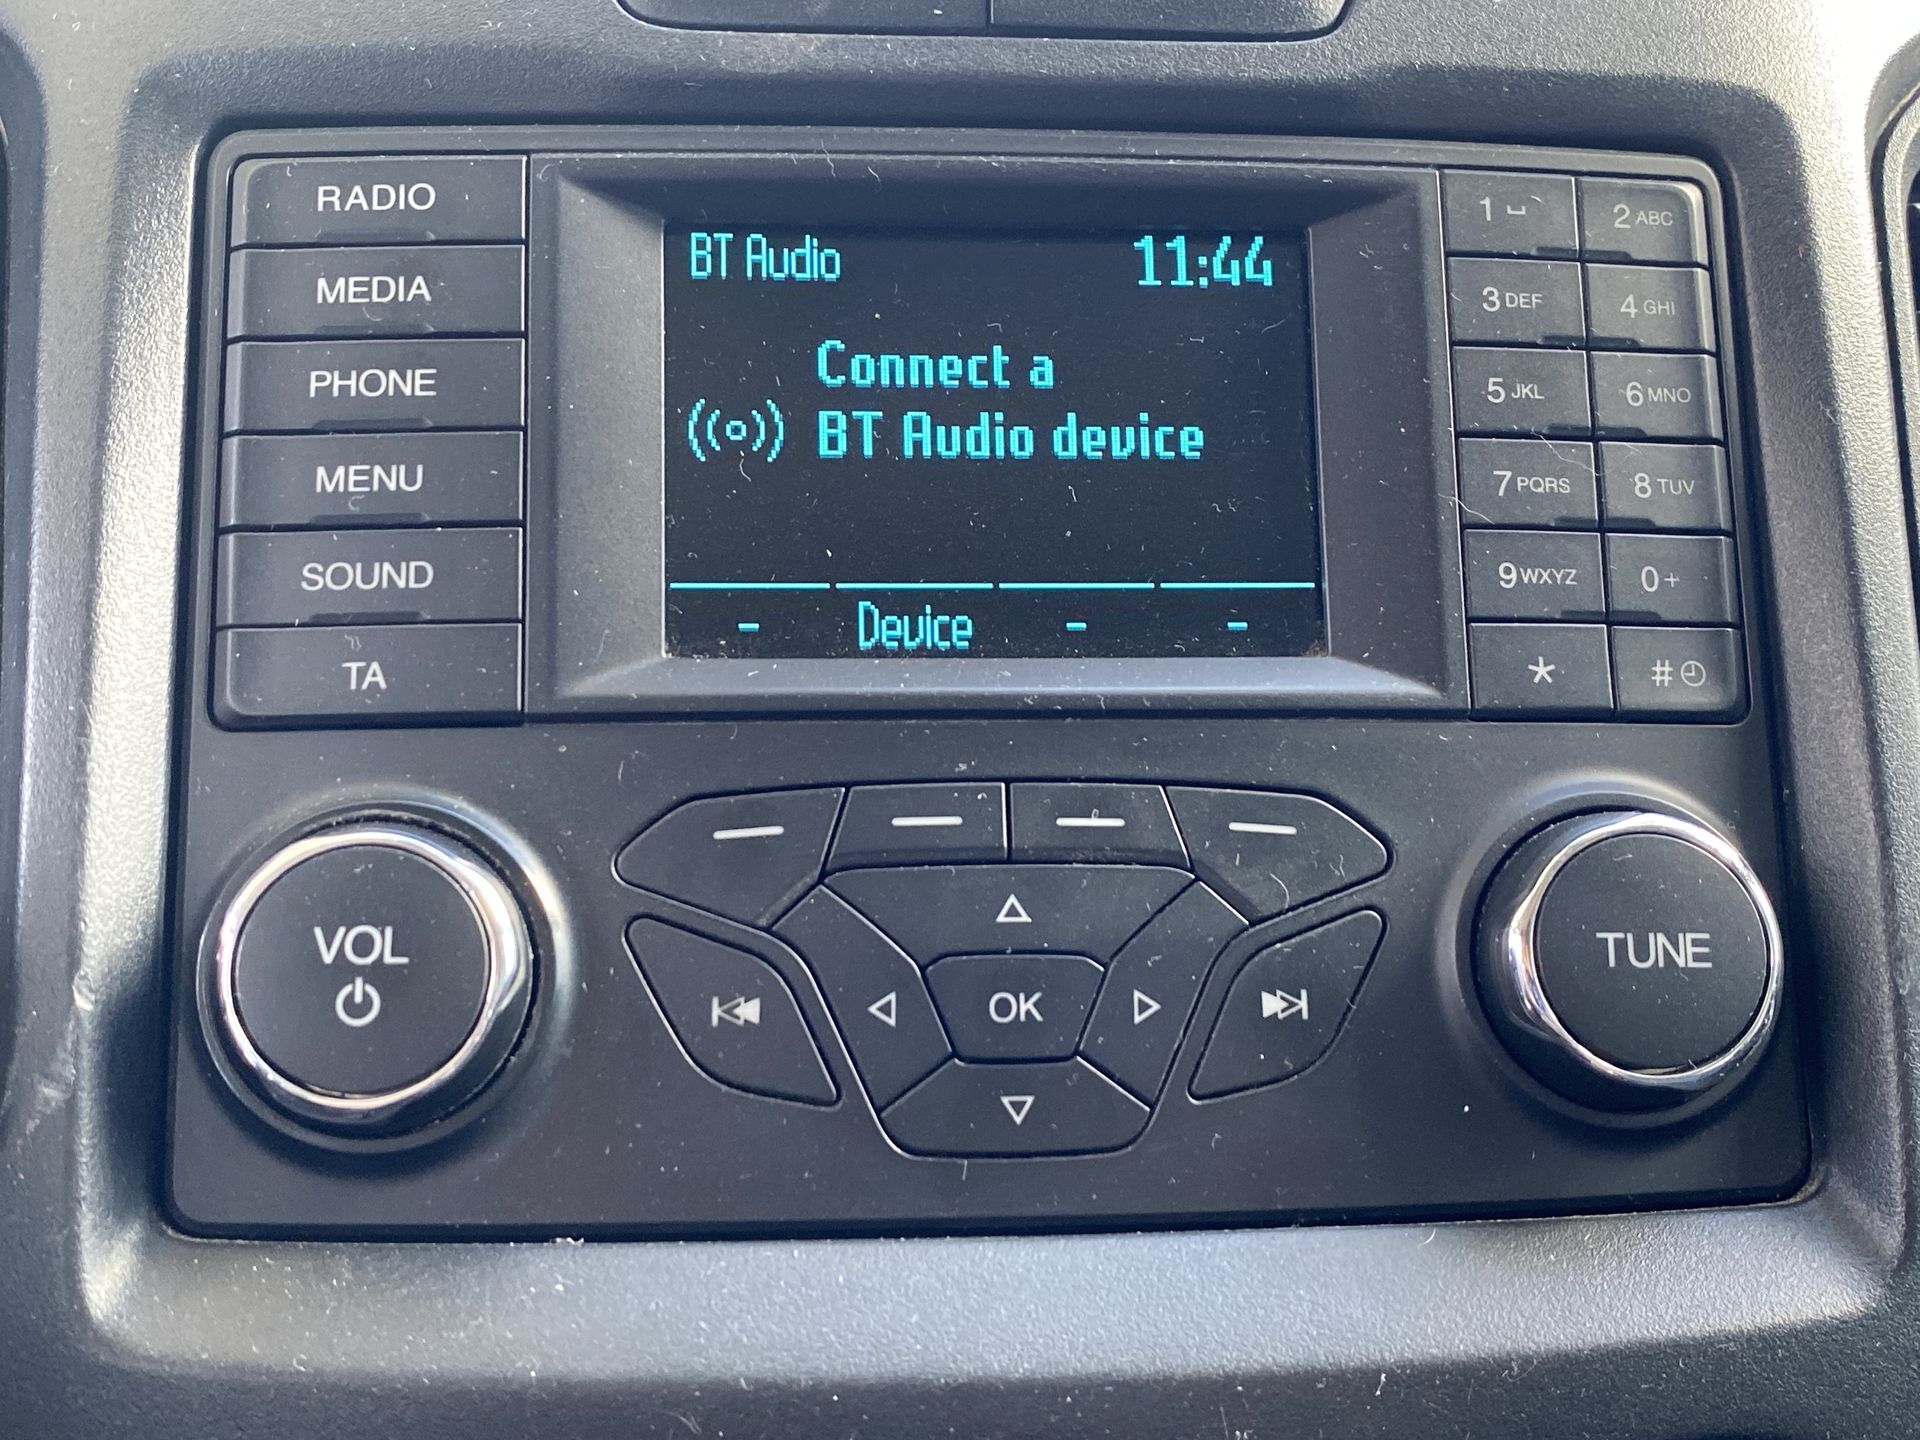 RADIO
MEDIA
PHONE
MENU
SOUND
TA
BT Audio 11:44
Connect a
BT Audio device
- Device - -
1 ⎵ 2 ABC
3 DEF 4 GHI
5 JKL 6 MNO
7 PQRS 8 TUV
9 WXYZ 0 +
* #
VOL
OK
TUNE